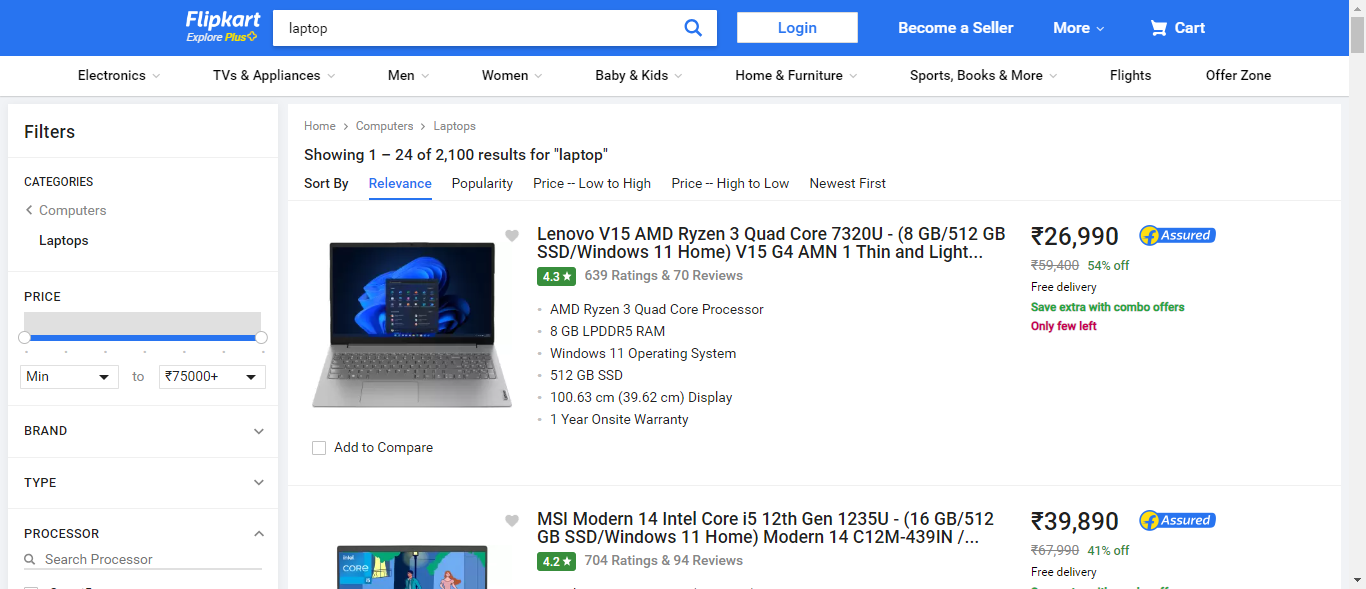 Flipkart
Explore Plus
laptop
Login
Become a Seller
More
Cart
Electronics
TVs & Appliances
Men
Women
Baby & Kids
Home & Furniture
Sports, Books & More
Flights
Offer Zone
Filters
CATEGORIES
Computers
Laptops
PRICE
Min
to
₹75000+
BRAND
TYPE
PROCESSOR
Search Processor
Home
Computers
Laptops
Showing 1 – 24 of 2,100 results for "laptop"
Sort By
Relevance
Popularity
Price -- Low to High
Price -- High to Low
Newest First
Lenovo V15 AMD Ryzen 3 Quad Core 7320U - (8 GB/512 GB
SSD/Windows 11 Home) V15 G4 AMN 1 Thin and Light...
4.3
639 Ratings & 70 Reviews
AMD Ryzen 3 Quad Core Processor
8 GB LPDDR5 RAM
Windows 11 Operating System
512 GB SSD
100.63 cm (39.62 cm) Display
1 Year Onsite Warranty
Add to Compare
₹26,990
Assured
₹59,400 54% off
Free delivery
Save extra with combo offers
Only few left
MSI Modern 14 Intel Core i5 12th Gen 1235U - (16 GB/512
GB SSD/Windows 11 Home) Modern 14 C12M-439IN /...
4.2
704 Ratings & 94 Reviews
intel
CORE
i5
₹39,890
Assured
₹67,990 41% off
Free delivery